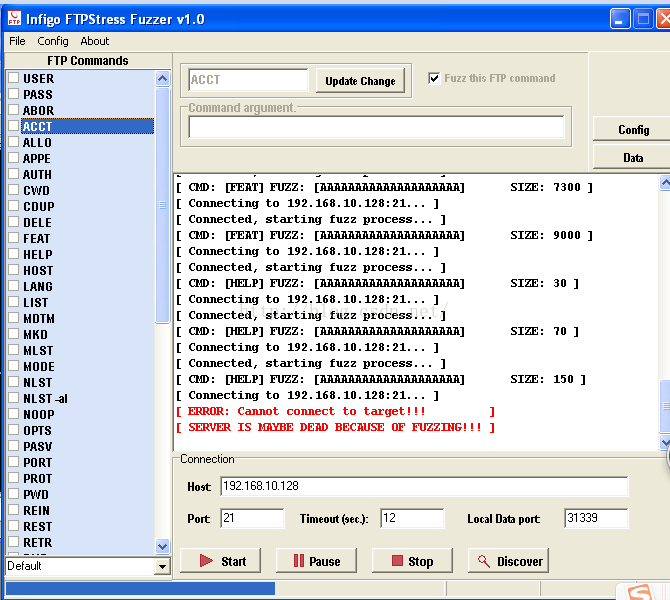 Infigo FTPStress Fuzzer v1.0
File Config About
FTP Commands
USER
PASS
ABOR
ACCT
ALLO
APPE
AUTH
CWD
CDUP
DELE
FEAT
HELP
HOST
LANG
LIST
MDTM
MKD
MLST
MODE
NLST
NLST -al
NOOP
OPTS
PASV
PORT
PROT
PWD
REIN
REST
RETR
Default
ACCT
Update Change
Fuzz this FTP command
Command argument.
Config
Data
[ CMD: [FEAT] FUZZ: [AAAAAAAAAAAAAAAAAAAA] SIZE: 7300 ]
[ Connecting to 192.168.10.128:21... ]
[ Connected, starting fuzz process... ]
[ CMD: [FEAT] FUZZ: [AAAAAAAAAAAAAAAAAAAA] SIZE: 9000 ]
[ Connecting to 192.168.10.128:21... ]
[ Connected, starting fuzz process... ]
[ CMD: [HELP] FUZZ: [AAAAAAAAAAAAAAAAAAAA] SIZE: 30 ]
[ Connecting to 192.168.10.128:21... ]
[ Connected, starting fuzz process... ]
[ CMD: [HELP] FUZZ: [AAAAAAAAAAAAAAAAAAAA] SIZE: 70 ]
[ Connecting to 192.168.10.128:21... ]
[ Connected, starting fuzz process... ]
[ CMD: [HELP] FUZZ: [AAAAAAAAAAAAAAAAAAAA] SIZE: 150 ]
[ Connecting to 192.168.10.128:21... ]
[ ERROR: Cannot connect to target!!! ]
[ SERVER IS MAYBE DEAD BECAUSE OF FUZZING!!! ]
Connection
Host: 192.168.10.128
Port: 21 Timeout (sec.): 12 Local Data port: 31339
Start Pause Stop Discover